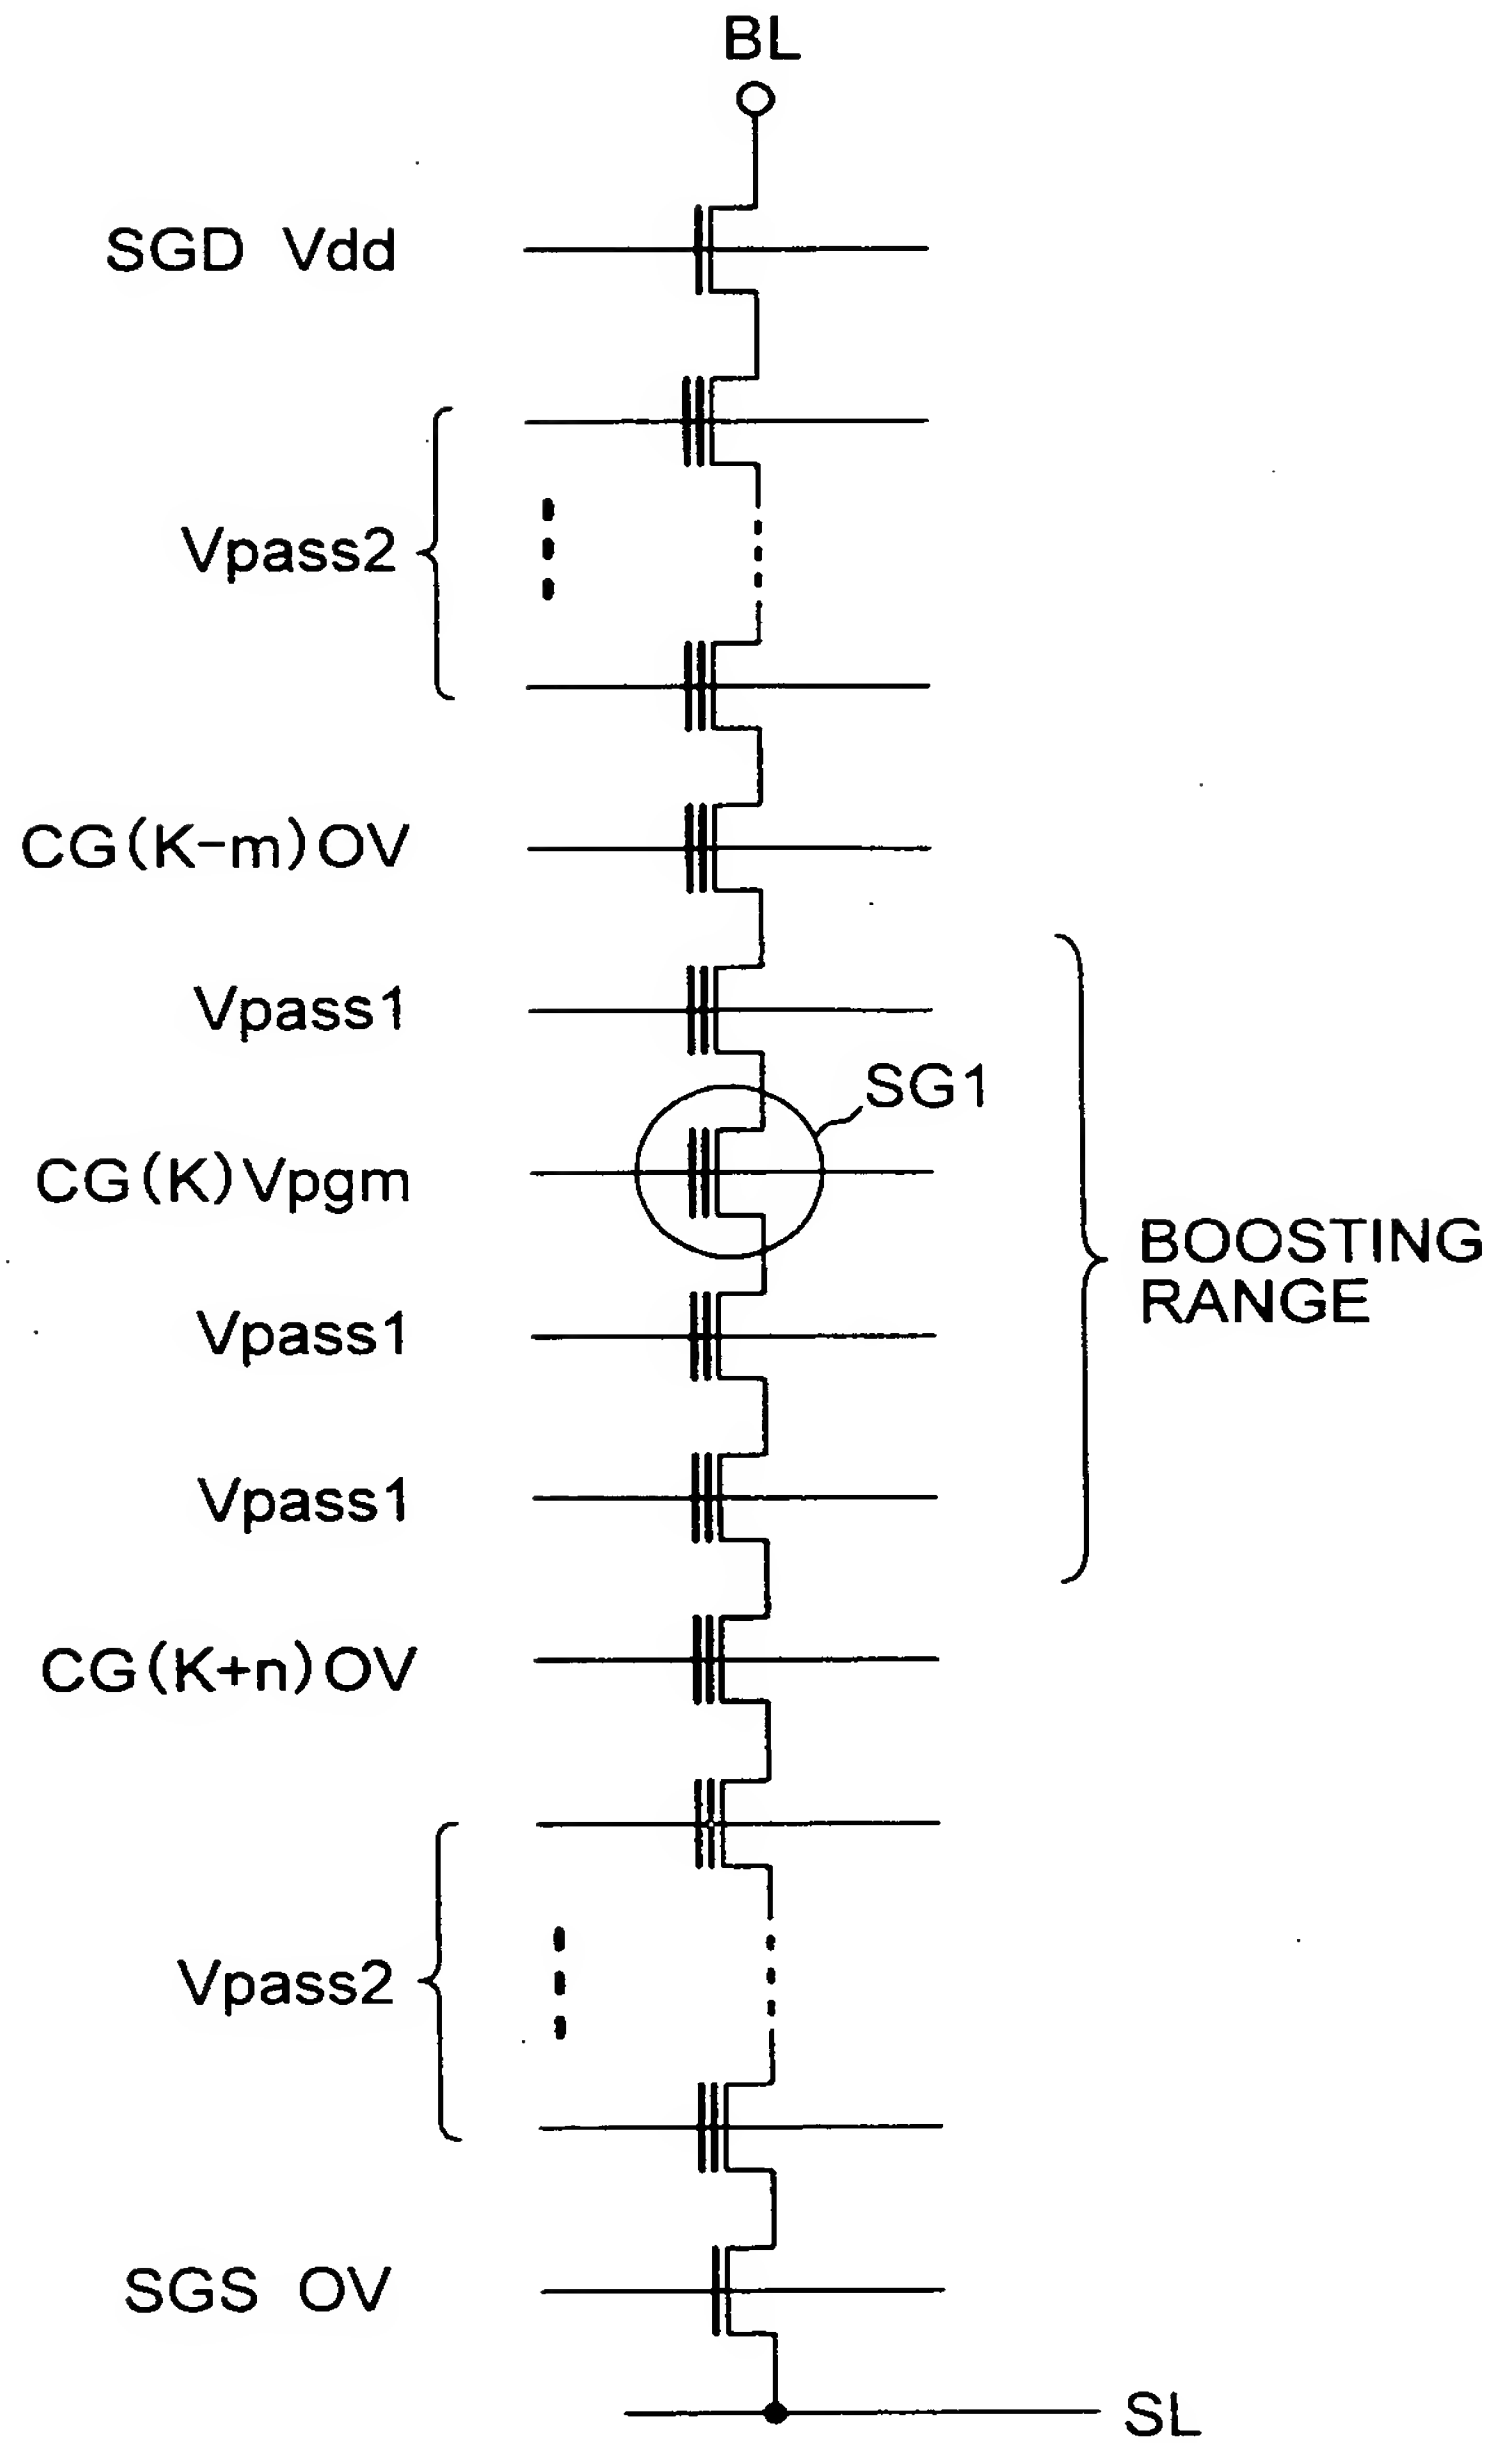 BL
SGD Vdd
Vpass2
CG(K-m)OV
Vpass1
SG1
CG(K)Vpgm
BOOSTING
RANGE
Vpass1
Vpass1
CG(K+n)OV
Vpass2
SGS OV
SL